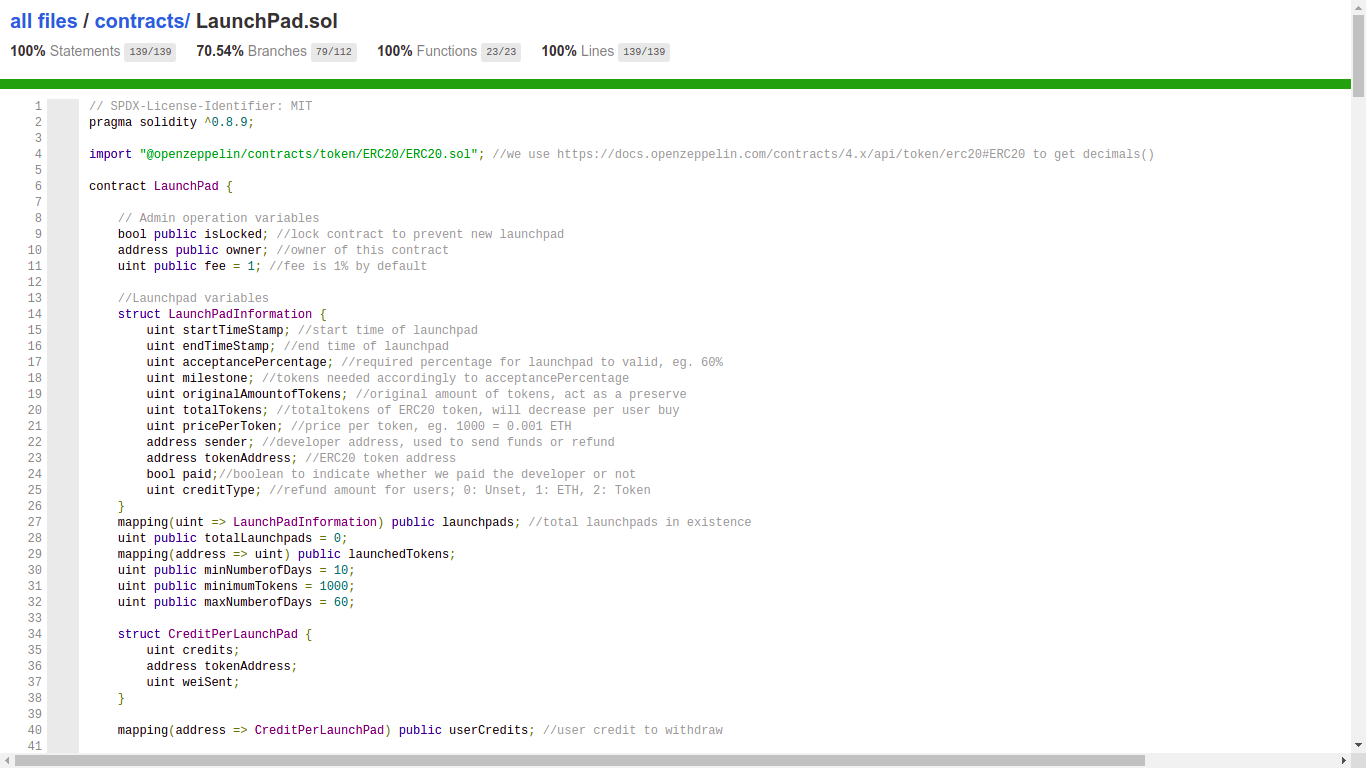 all files / contracts/ LaunchPad.sol
100% Statements 139/139 70.54% Branches 79/112 100% Functions 23/23 100% Lines 139/139
1 // SPDX-License-Identifier: MIT
2 pragma solidity ^0.8.9;
3
4 import "@openzeppelin/contracts/token/ERC20/ERC20.sol"; //we use https://docs.openzeppelin.com/contracts/4.x/api/token/erc20#ERC20 to get decimals()
5
6 contract LaunchPad {
7
8 // Admin operation variables
9 bool public isLocked; //lock contract to prevent new launchpad
10 address public owner; //owner of this contract
11 uint public fee = 1; //fee is 1% by default
12
13 //Launchpad variables
14 struct LaunchPadInformation {
15 uint startTimeStamp; //start time of launchpad
16 uint endTimeStamp; //end time of launchpad
17 uint acceptancePercentage; //required percentage for launchpad to valid, eg. 60%
18 uint milestone; //tokens needed accordingly to acceptancePercentage
19 uint originalAmountofTokens; //original amount of tokens, act as a preserve
20 uint totalTokens; //totaltokens of ERC20 token, will decrease per user buy
21 uint pricePerToken; //price per token, eg. 1000 = 0.001 ETH
22 address sender; //developer address, used to send funds or refund
23 address tokenAddress; //ERC20 token address
24 bool paid;//boolean to indicate whether we paid the developer or not
25 uint creditType; //refund amount for users; 0: Unset, 1: ETH, 2: Token
26 }
27 mapping(uint => LaunchPadInformation) public launchpads; //total launchpads in existence
28 uint public totalLaunchpads = 0;
29 mapping(address => uint) public launchedTokens;
30 uint public minNumberofDays = 10;
31 uint public minimumTokens = 1000;
32 uint public maxNumberofDays = 60;
33
34 struct CreditPerLaunchPad {
35 uint credits;
36 address tokenAddress;
37 uint weiSent;
38 }
39
40 mapping(address => CreditPerLaunchPad) public userCredits; //user credit to withdraw
41